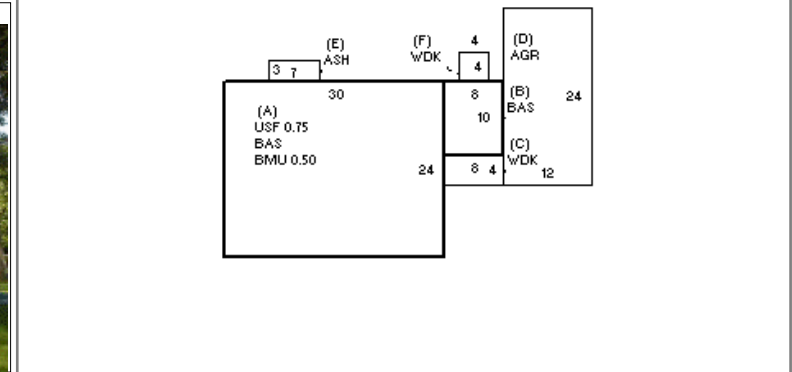 (E)
ASH
3 7
(F)
WDK
4
4
(D)
AGR
24
30
(A)
USF 0.75
BAS
BMU 0.50
24
8
10
(B)
BAS
(C)
WDK
8 4
12